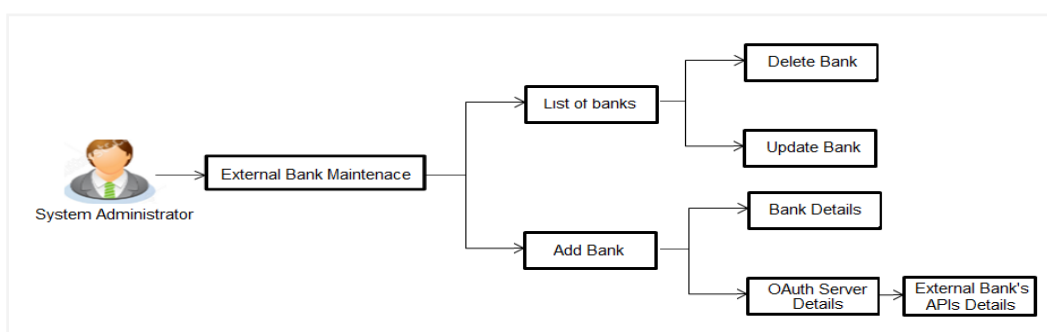 Delete Bank
List of banks
Update Bank
External Bank Maintenace
System Administrator
Bank Details
Add Bank
OAuth Server
Details
External Bank's
APIs Details